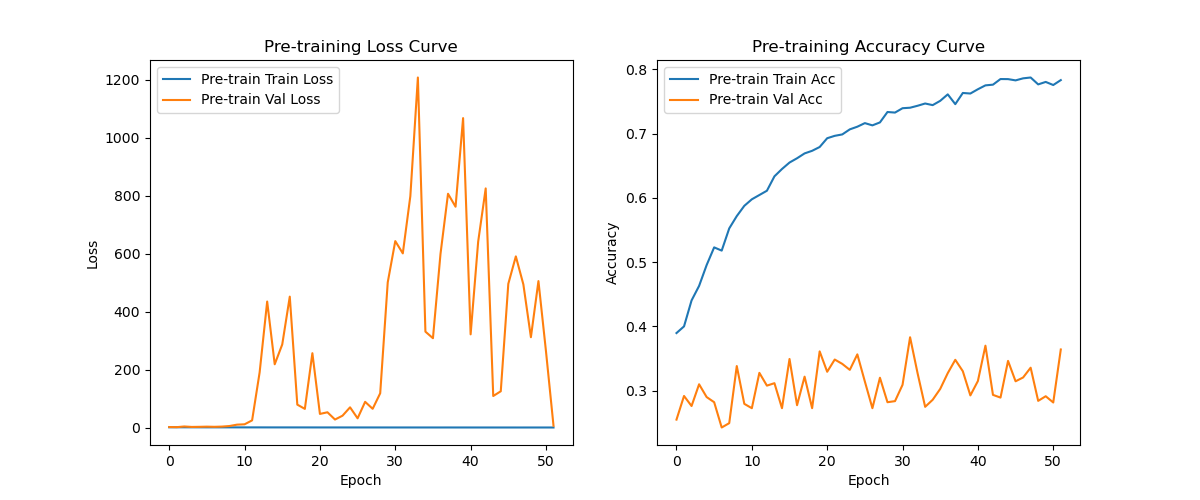 Pre-training Loss Curve
Pre-train Train Loss
Pre-train Val Loss
Loss
1200
1000
800
600
400
200
0
0 10 20 30 40 50
Epoch
Pre-training Accuracy Curve
Pre-train Train Acc
Pre-train Val Acc
Accuracy
0.8
0.7
0.6
0.5
0.4
0.3
0 10 20 30 40 50
Epoch